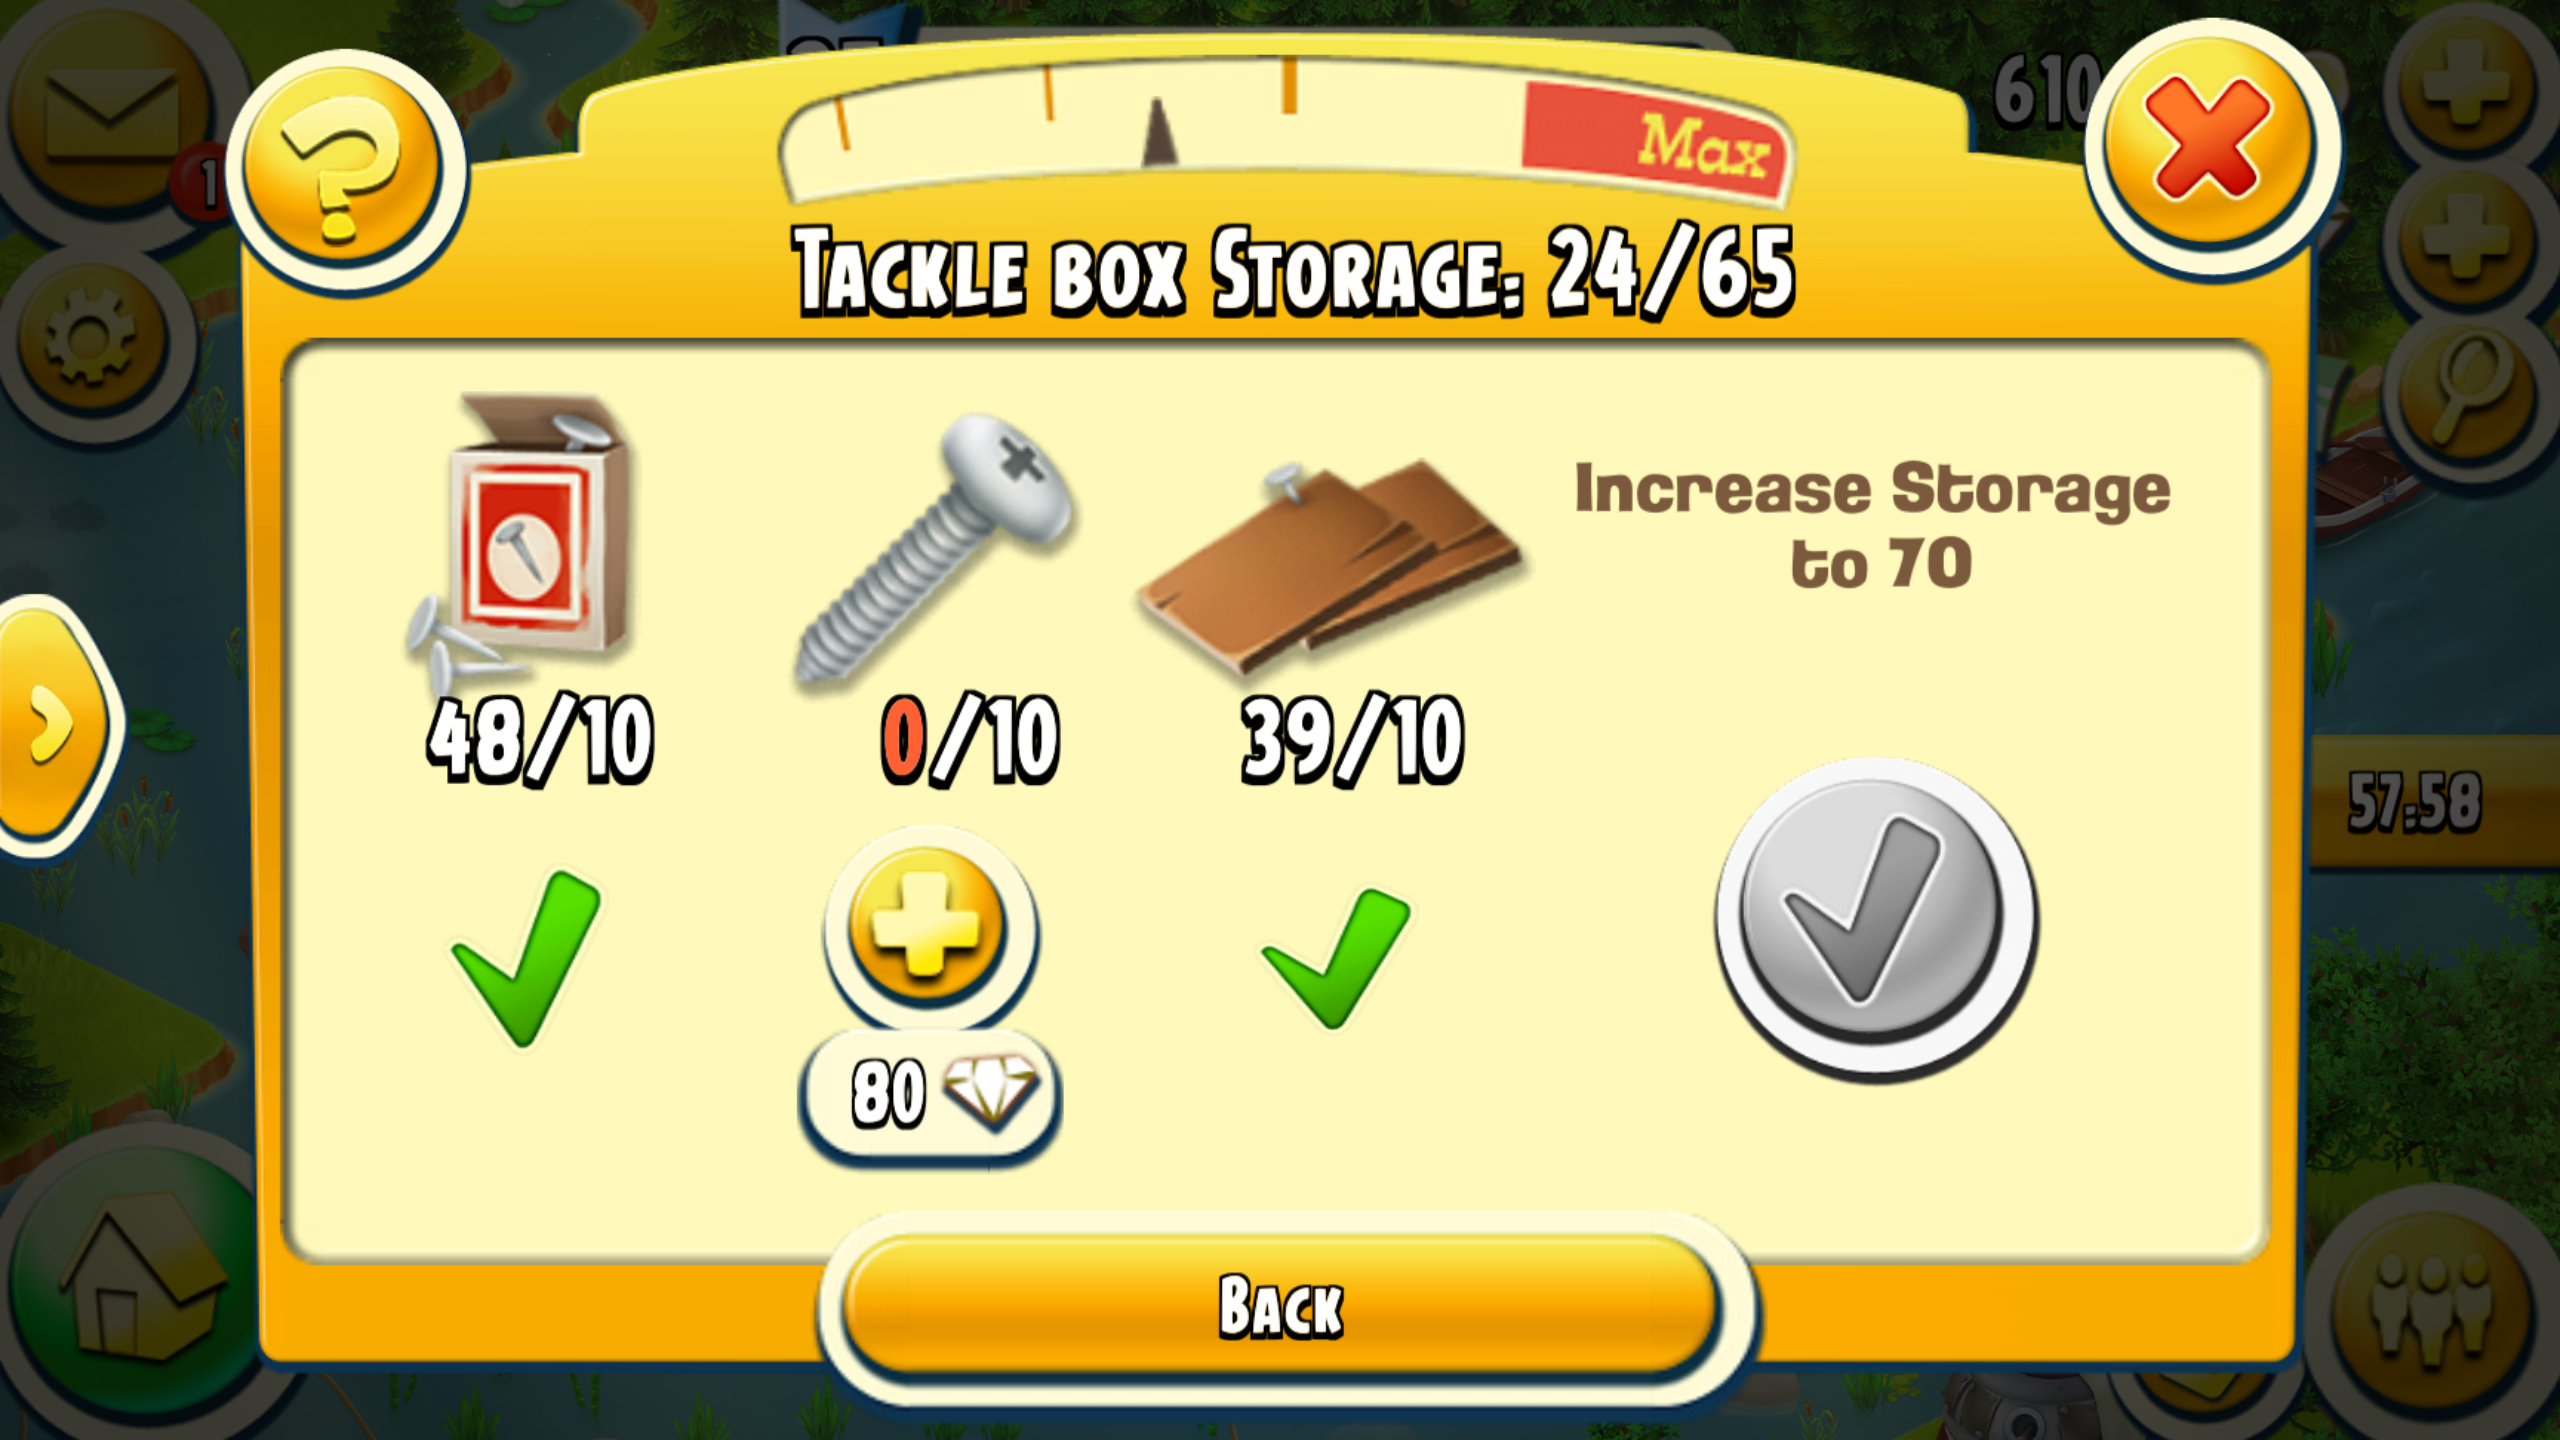 1
610
Max
Tackle box Storage: 24/65
Increase Storage
to 70
48/10
0/10
39/10
57:58
80
Back